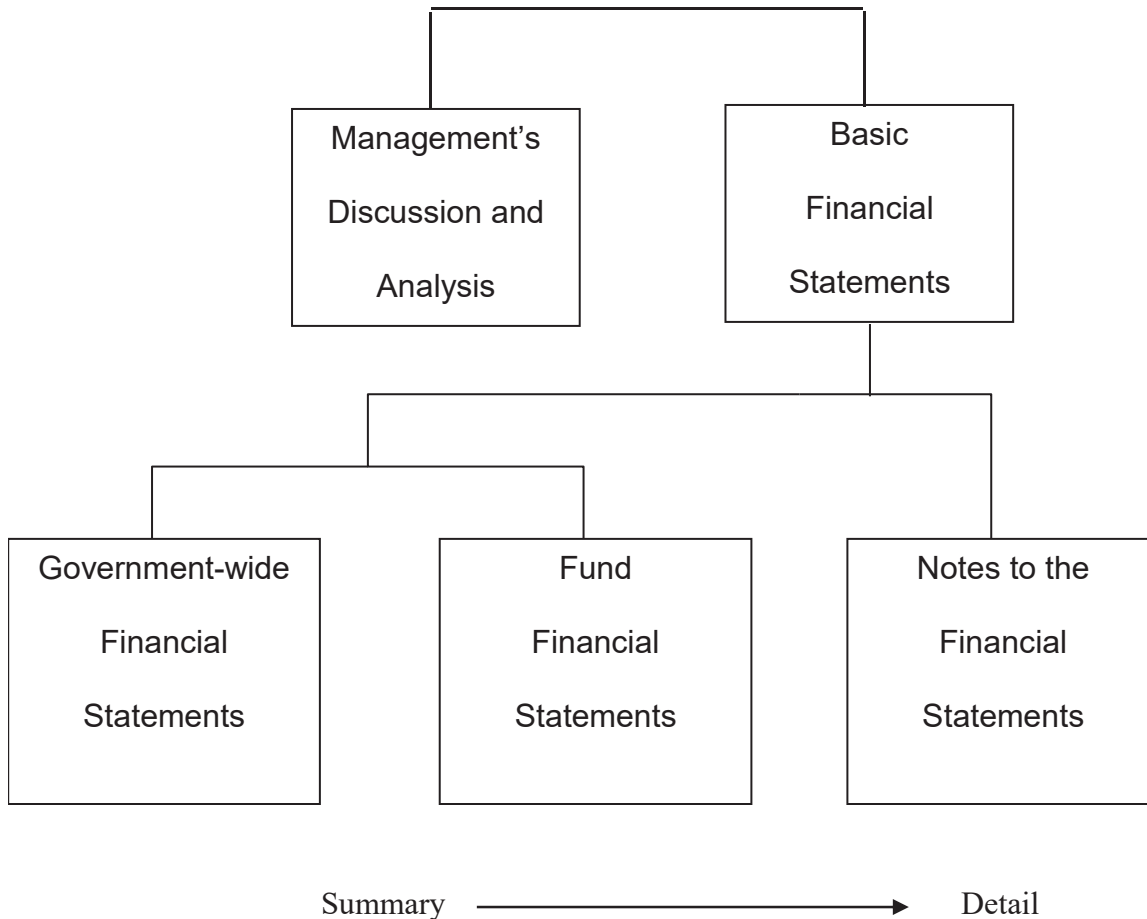 Management’s
Discussion and
Analysis
Basic
Financial
Statements
Government-wide
Financial
Statements
Fund
Financial
Statements
Notes to the
Financial
Statements
Summary
Detail